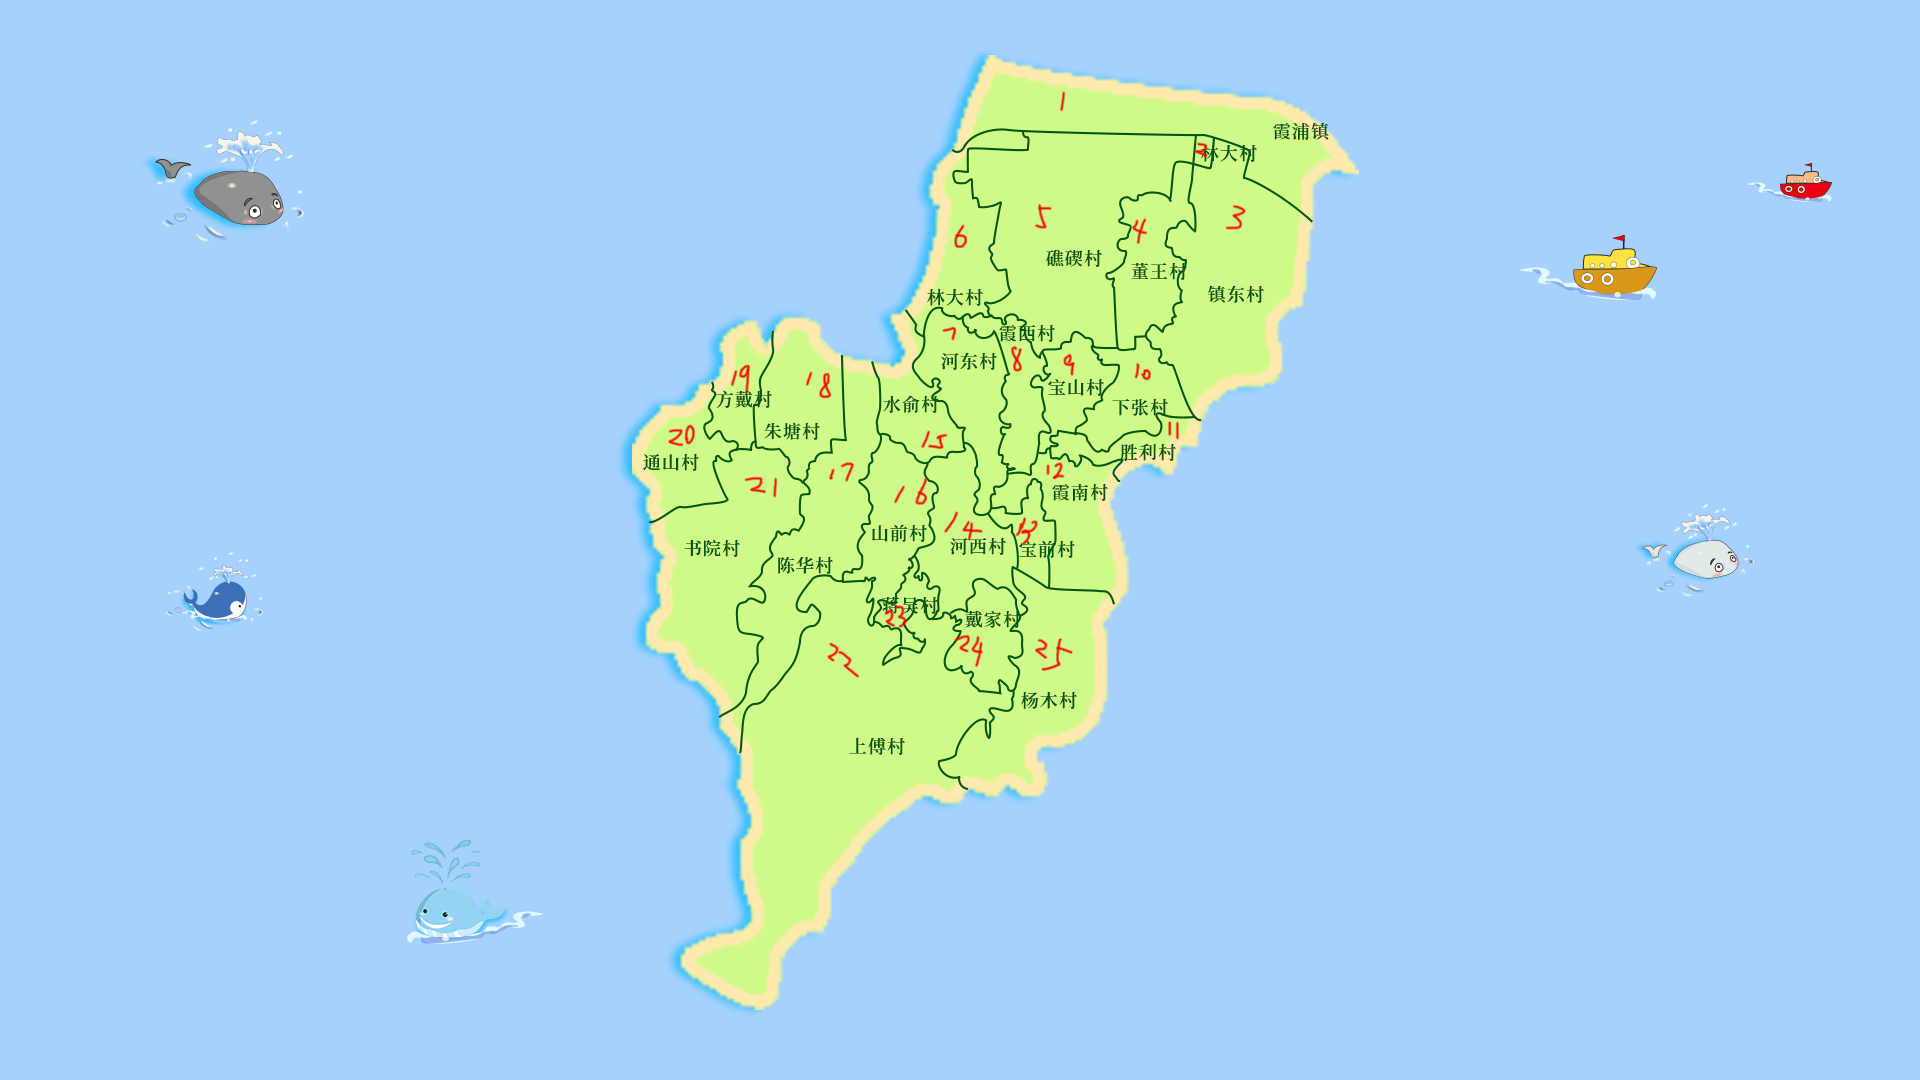 1
霞浦镇
2
林大村
6
5
4
3
礁碶村
董王村
镇东村
林大村
7
霞西村
8
河东村
9
10
宝山村
下张村
19
18
方戴村
水俞村
朱塘村
15
11
20
胜利村
通山村
21
17
16
12
霞南村
14
13
山前村
河西村
宝前村
书院村
陈华村
蒋吴村
23
戴家村
22
24
25
杨木村
上傅村